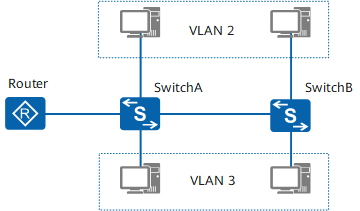 VLAN 2
Router
SwitchA
SwitchB
R
S
S
VLAN 3